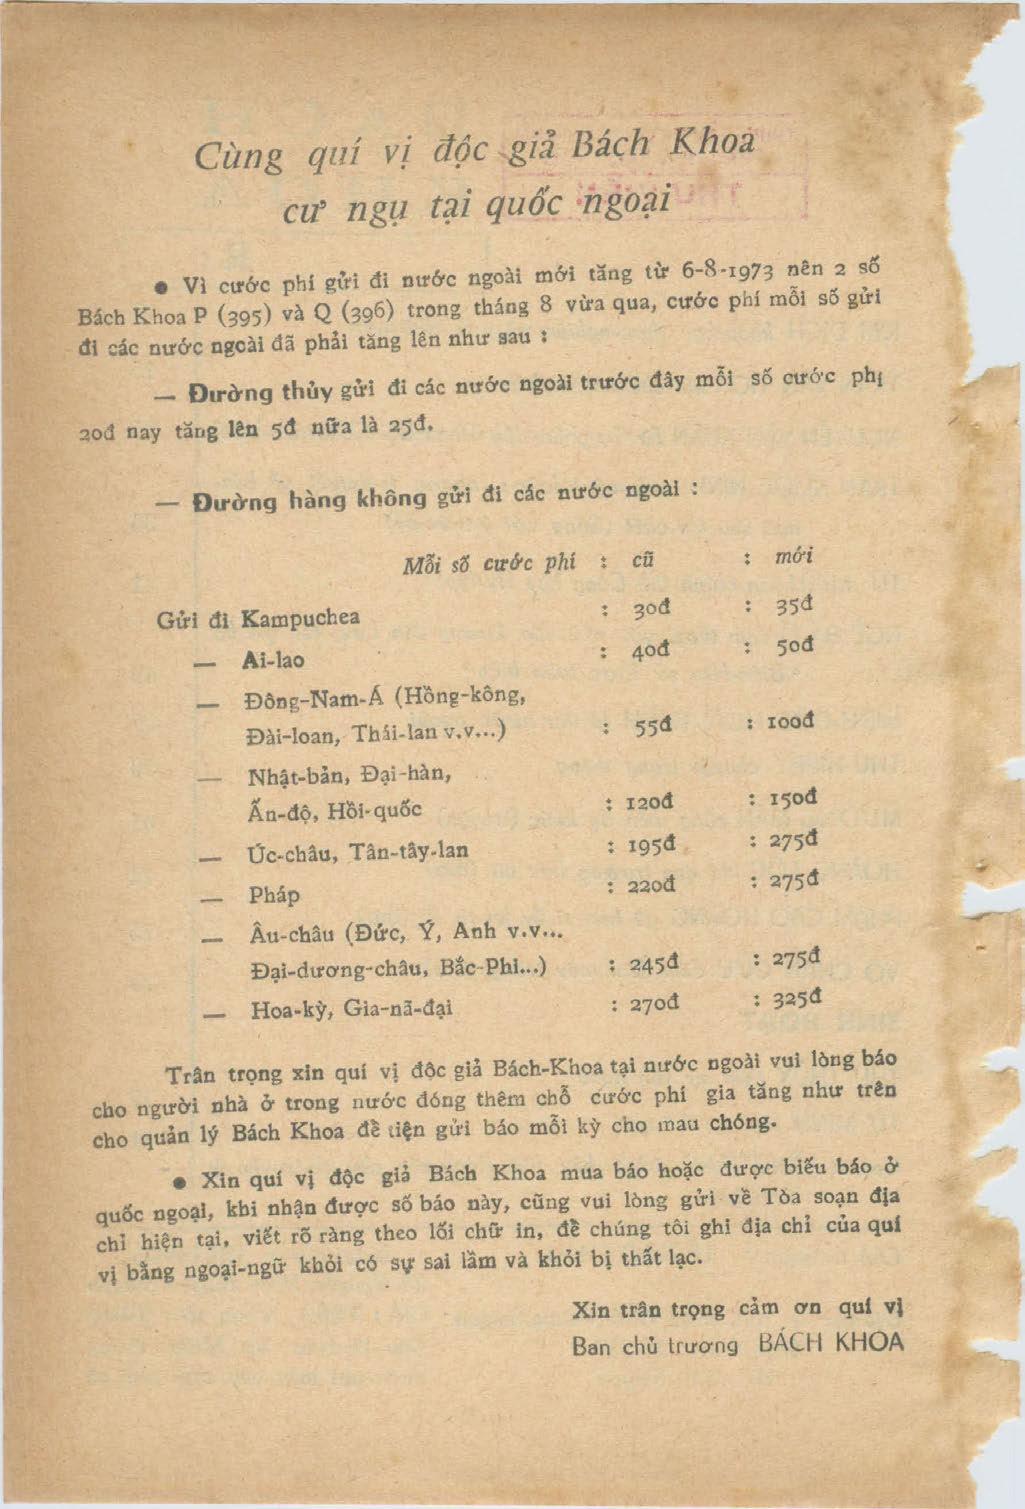 Cùng quí vị độc giả Bách Khoa
cư ngụ tại quốc ngoại
● Vì cước phí gửi đi nước ngoài mới tăng từ 6-8-1973 nên 2 số
Bách Khoa P (395) và Q (396) trong tháng 8 vừa qua, cước phí mỗi số gửi
đi các nước ngoài đã phải tăng lên như sau :
— Đường thủy gửi đi các nước ngoài trước đây mỗi số cước phị
20đ nay tăng lên 5đ nữa là 25đ.
— Đường hàng không gửi đi các nước ngoài :
Mỗi số cước phí : cũ : mới
Gửi đi Kampuchea : 30đ : 35đ
— Ai-lao : 40đ : 50đ
— Đông-Nam-Á (Hồng-kông,
Đài-loan, Thái-lan v.v...) : 55đ : 100đ
— Nhật-bản, Đại-hàn,
Ấn-độ, Hồi-quốc : 120đ : 150đ
— Úc-châu, Tân-tây-lan : 195đ : 275đ
— Pháp : 220đ : 275đ
— Âu-châu (Đức, Ý, Anh v.v...
Đại-dương-châu, Bắc-Phi...) : 245đ : 275đ
— Hoa-kỳ, Gia-nã-đại : 270đ : 325đ
Trân trọng xin quí vị độc giả Bách-Khoa tại nước ngoài vui lòng báo
cho người nhà ở trong nước đóng thêm chỗ cước phí gia tăng như trên
cho quản lý Bách Khoa để tiện gửi báo mỗi kỳ cho mau chóng.
● Xin quí vị độc giả Bách Khoa mua báo hoặc được biếu báo ở
quốc ngoại, khi nhận được số báo này, cũng vui lòng gửi về Tòa soạn địa
chỉ hiện tại, viết rõ ràng theo lối chữ in, để chúng tôi ghi địa chỉ của quí
vị bằng ngoại-ngữ khỏi có sự sai lầm và khỏi bị thất lạc.
Xin trân trọng cảm ơn quí vị
Ban chủ trương BÁCH KHOA